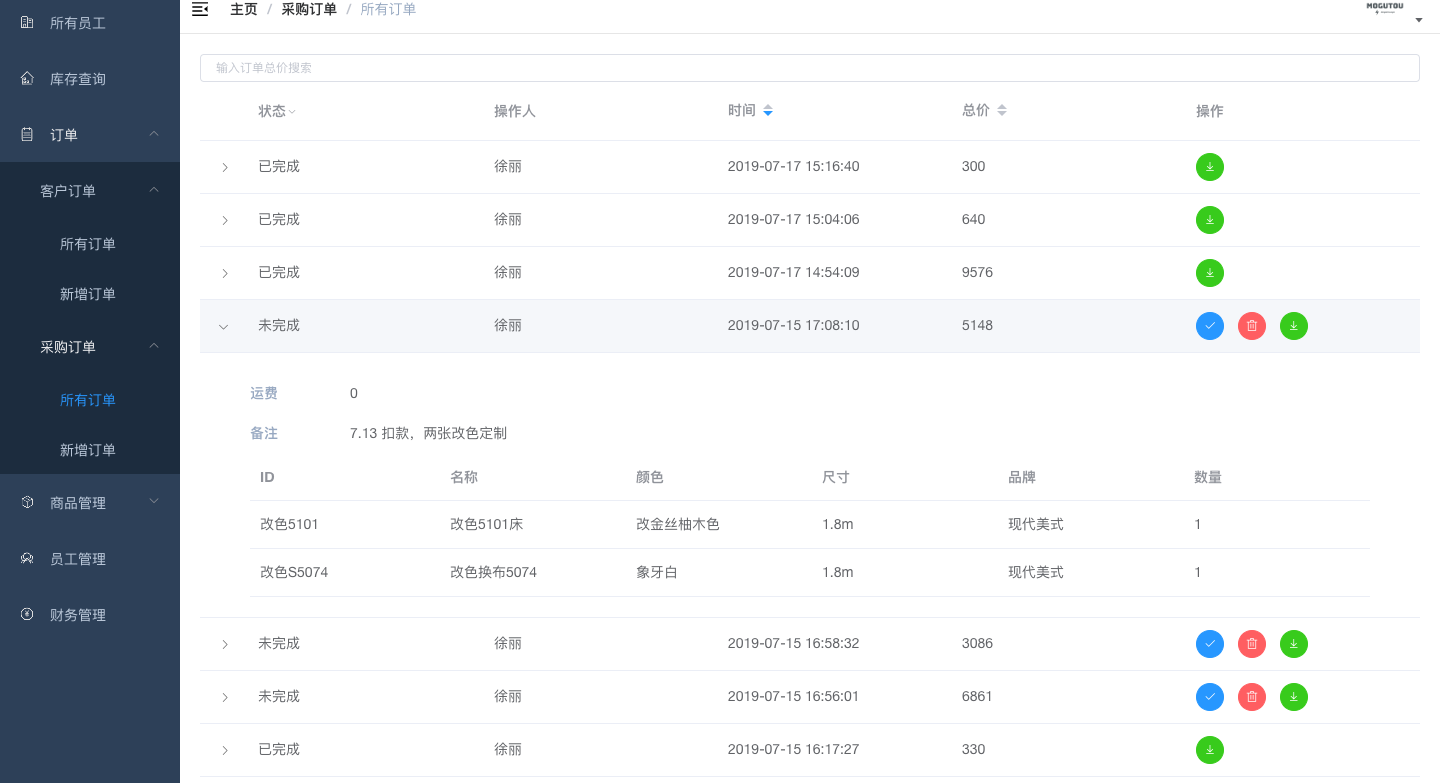 所有员工
库存查询
订单
客户订单
所有订单
新增订单
采购订单
所有订单
新增订单
商品管理
员工管理
财务管理
主页 / 采购订单 / 所有订单
MOGUTOU
输入订单总价搜索
状态 操作人 时间 总价 操作
已完成 徐丽 2019-07-17 15:16:40 300
已完成 徐丽 2019-07-17 15:04:06 640
已完成 徐丽 2019-07-17 14:54:09 9576
未完成 徐丽 2019-07-15 17:08:10 5148
运费 0
备注 7.13 扣款，两张改色定制
ID 名称 颜色 尺寸 品牌 数量
改色5101 改色5101床 改金丝柚木色 1.8m 现代美式 1
改色S5074 改色换布5074 象牙白 1.8m 现代美式 1
未完成 徐丽 2019-07-15 16:58:32 3086
未完成 徐丽 2019-07-15 16:56:01 6861
已完成 徐丽 2019-07-15 16:17:27 330